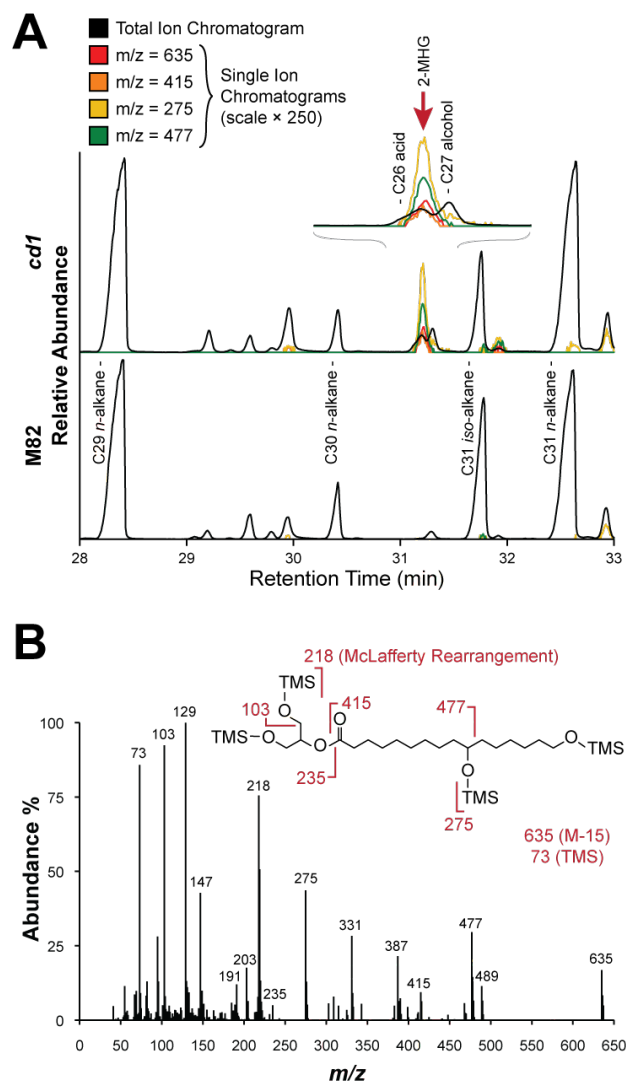 A
Total Ion Chromatogram
m/z = 635
m/z = 415
m/z = 275
m/z = 477
Single Ion
Chromatograms
(scale × 250)
2-MHG
- C26 acid
- C27 alcohol
cd1
M82
Relative Abundance
C29 n-alkane -
C30 n-alkane -
C31 iso-alkane -
C31 n-alkane -
28 29 30 31 32 33
Retention Time (min)
B
218 (McLafferty Rearrangement)
TMS
O
103
415
O
477
TMS O
O
O TMS
235
O
TMS
275
635 (M-15)
73 (TMS)
Abundance %
100
75
50
25
0
73
103
129
147
191
203
218
235
275
331
387
415
477
489
635
0 50 100 150 200 250 300 350 400 450 500 550 600 650
m/z